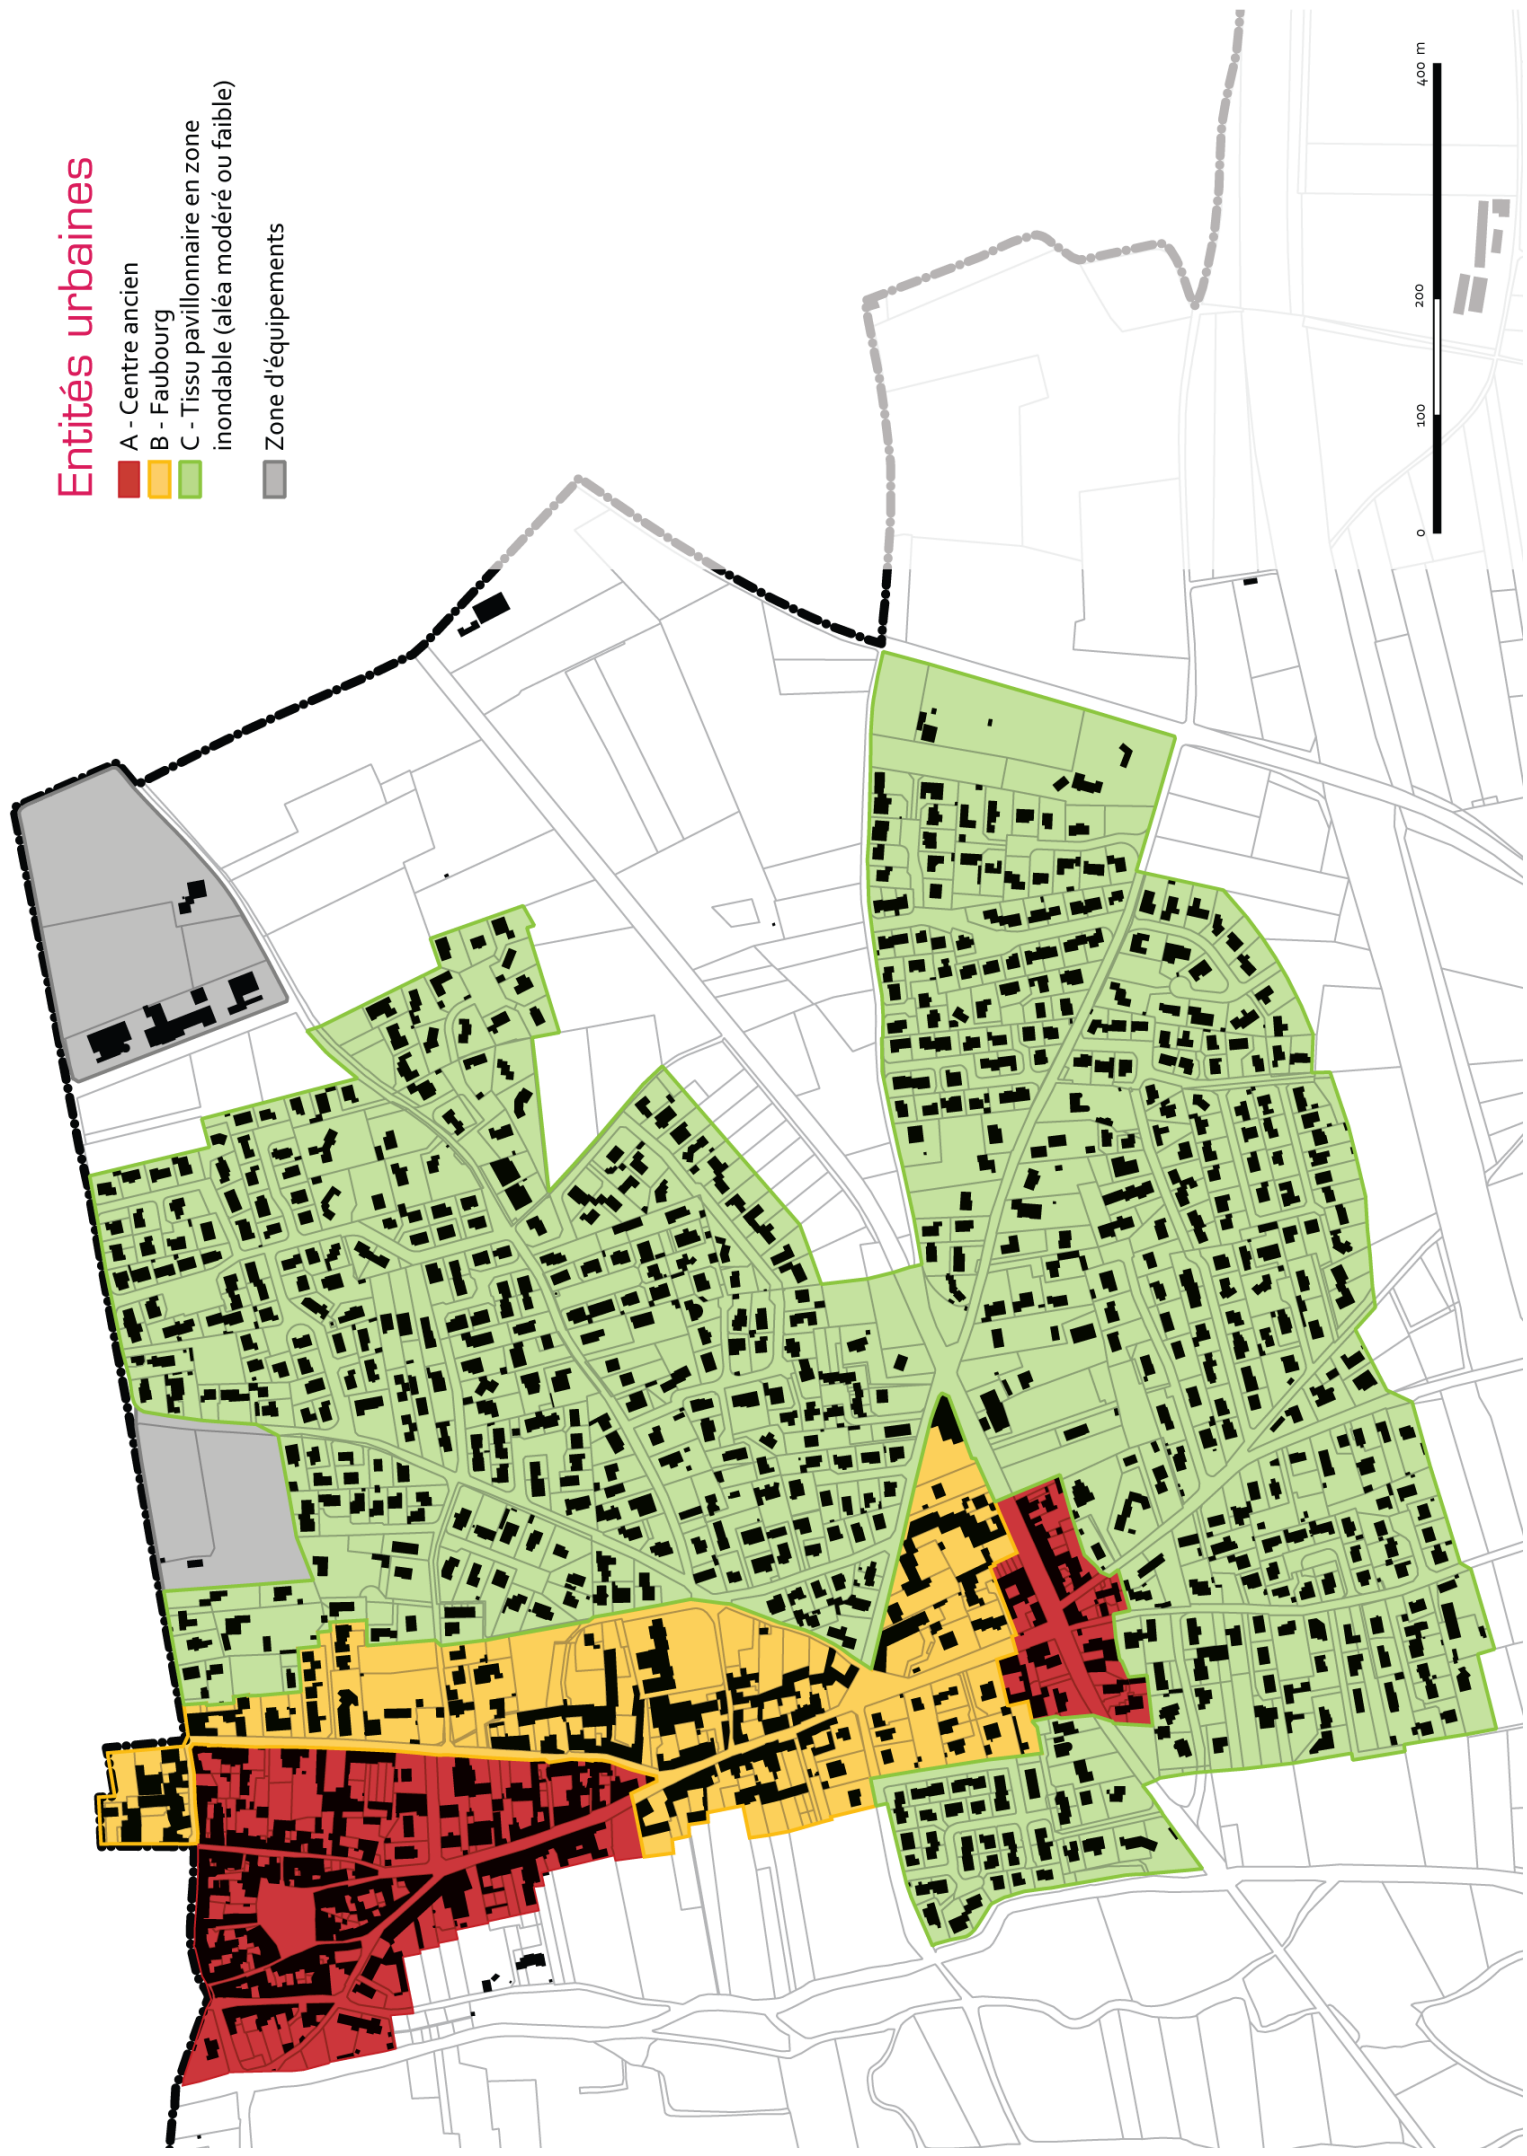 Entités urbaines
A - Centre ancien
B - Faubourg
C - Tissu pavillonnaire en zone
inondable (aléa modéré ou faible)
Zone d'équipements
0 100 200 400 m